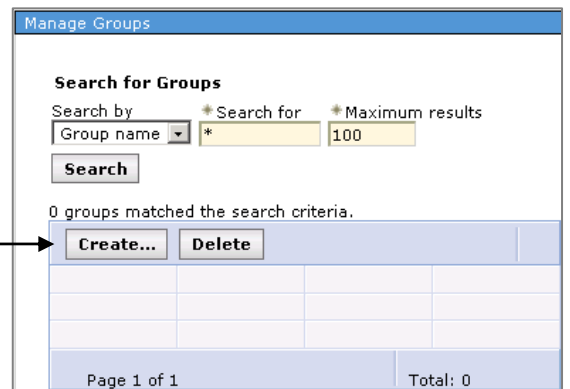 Manage Groups
Search for Groups
Search by *Search for *Maximum results
Group name * 100
Search
0 groups matched the search criteria.
Create... Delete
Page 1 of 1 Total: 0